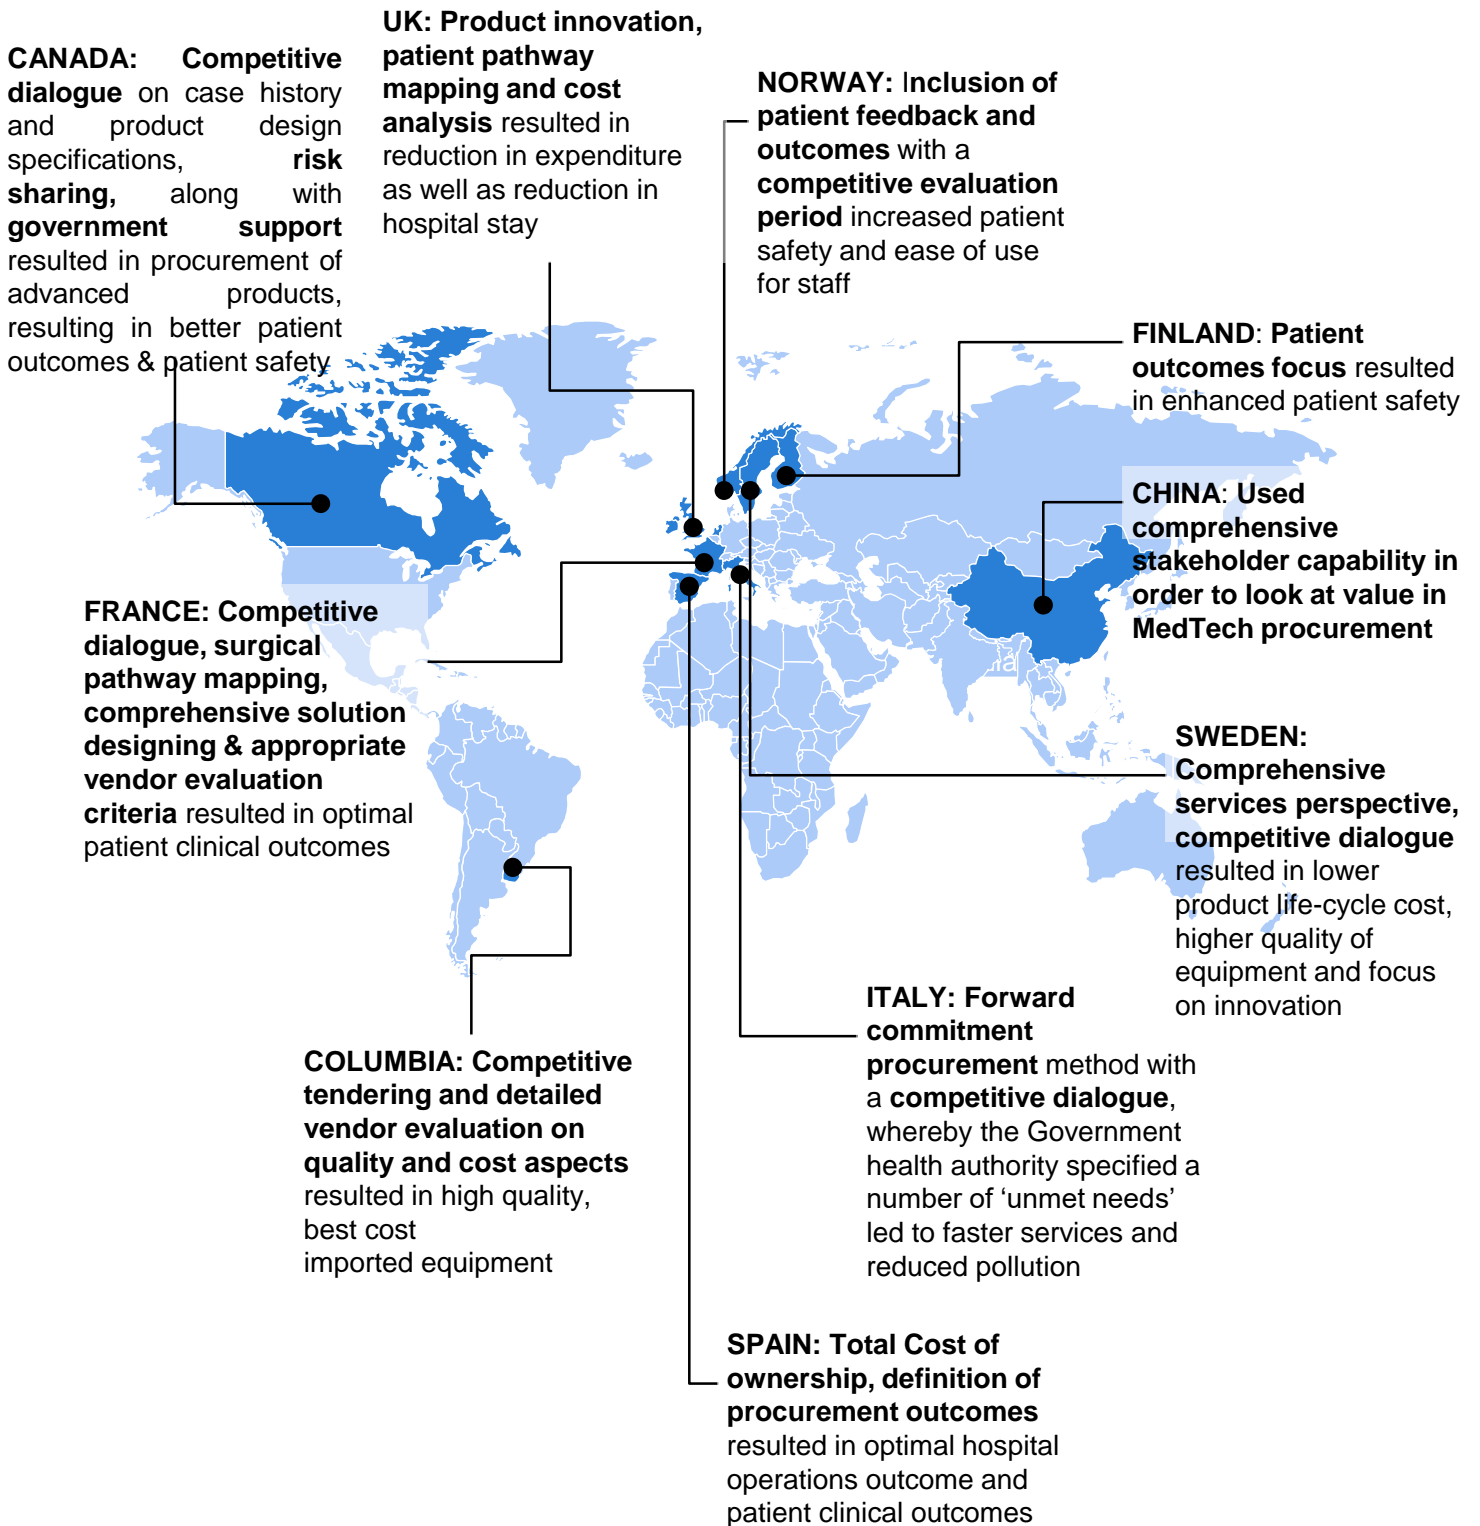 CANADA: Competitive
dialogue on case history
and product design
specifications, risk
sharing, along with
government support
resulted in procurement of
advanced products,
resulting in better patient
outcomes & patient safety
UK: Product innovation,
patient pathway
mapping and cost
analysis resulted in
reduction in expenditure
as well as reduction in
hospital stay
NORWAY: Inclusion of
patient feedback and
outcomes with a
competitive evaluation
period increased patient
safety and ease of use
for staff
FINLAND: Patient
outcomes focus resulted
in enhanced patient safety
CHINA: Used
comprehensive
stakeholder capability in
order to look at value in
MedTech procurement
FRANCE: Competitive
dialogue, surgical
pathway mapping,
comprehensive solution
designing & appropriate
vendor evaluation
criteria resulted in optimal
patient clinical outcomes
SWEDEN:
Comprehensive
services perspective,
competitive dialogue
resulted in lower
product life-cycle cost,
higher quality of
equipment and focus
on innovation
ITALY: Forward
commitment
procurement method with
a competitive dialogue,
whereby the Government
health authority specified a
number of ‘unmet needs’
led to faster services and
reduced pollution
COLUMBIA: Competitive
tendering and detailed
vendor evaluation on
quality and cost aspects
resulted in high quality,
best cost
imported equipment
SPAIN: Total Cost of
ownership, definition of
procurement outcomes
resulted in optimal hospital
operations outcome and
patient clinical outcomes